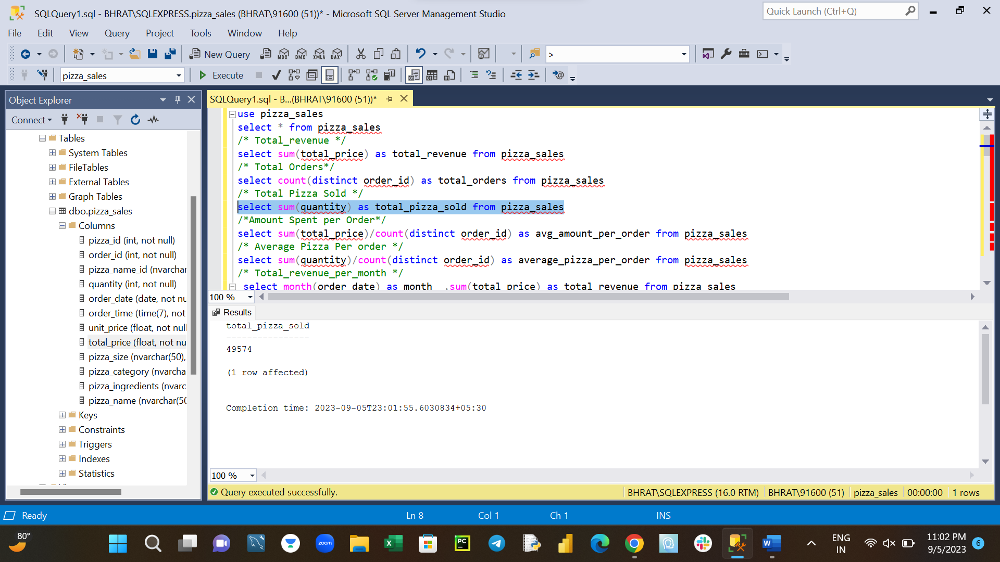 SQLQuery1.sql - BHRAT\SQLEXPRESS.pizza_sales (BHRAT\91600 (51))* - Microsoft SQL Server Management Studio
Quick Launch (Ctrl+Q)
File Edit View Query Project Tools Window Help
New Query MDX DMX XMLA DAX >
pizza_sales Execute
Object Explorer
SQLQuery1.sql - B...(BHRAT\91600 (51))*
Connect
Tables
System Tables
FileTables
External Tables
Graph Tables
dbo.pizza_sales
Columns
pizza_id (int, not null)
order_id (int, not null)
pizza_name_id (nvarchar
quantity (int, not null)
order_date (date, not nu
order_time (time(7), not
unit_price (float, not null
total_price (float, not nu
pizza_size (nvarchar(50),
pizza_category (nvarcha
pizza_ingredients (nvarc
pizza_name (nvarchar(50
Keys
Constraints
Triggers
Indexes
Statistics
use pizza_sales
select * from pizza_sales
/* Total_revenue */
select sum(total_price) as total_revenue from pizza_sales
/* Total Orders*/
select count(distinct order_id) as total_orders from pizza_sales
/* Total Pizza Sold */
select sum(quantity) as total_pizza_sold from pizza_sales
/*Amount Spent per Order*/
select sum(total_price)/count(distinct order_id) as avg_amount_per_order from pizza_sales
/* Average Pizza Per order */
select sum(quantity)/count(distinct order_id) as average_pizza_per_order from pizza_sales
/* Total_revenue_per_month */
select month(order_date) as month_ ,sum(total_price) as total_revenue from pizza_sales
100 %
Results
total_pizza_sold
----------------
49574
(1 row affected)
Completion time: 2023-09-05T23:01:55.6030834+05:30
100 %
Query executed successfully. BHRAT\SQLEXPRESS (16.0 RTM) BHRAT\91600 (51) pizza_sales 00:00:00 1 rows
Ready Ln 8 Col 1 Ch 1 INS
80°
zoom
PC
ENG
IN
11:02 PM
9/5/2023
6